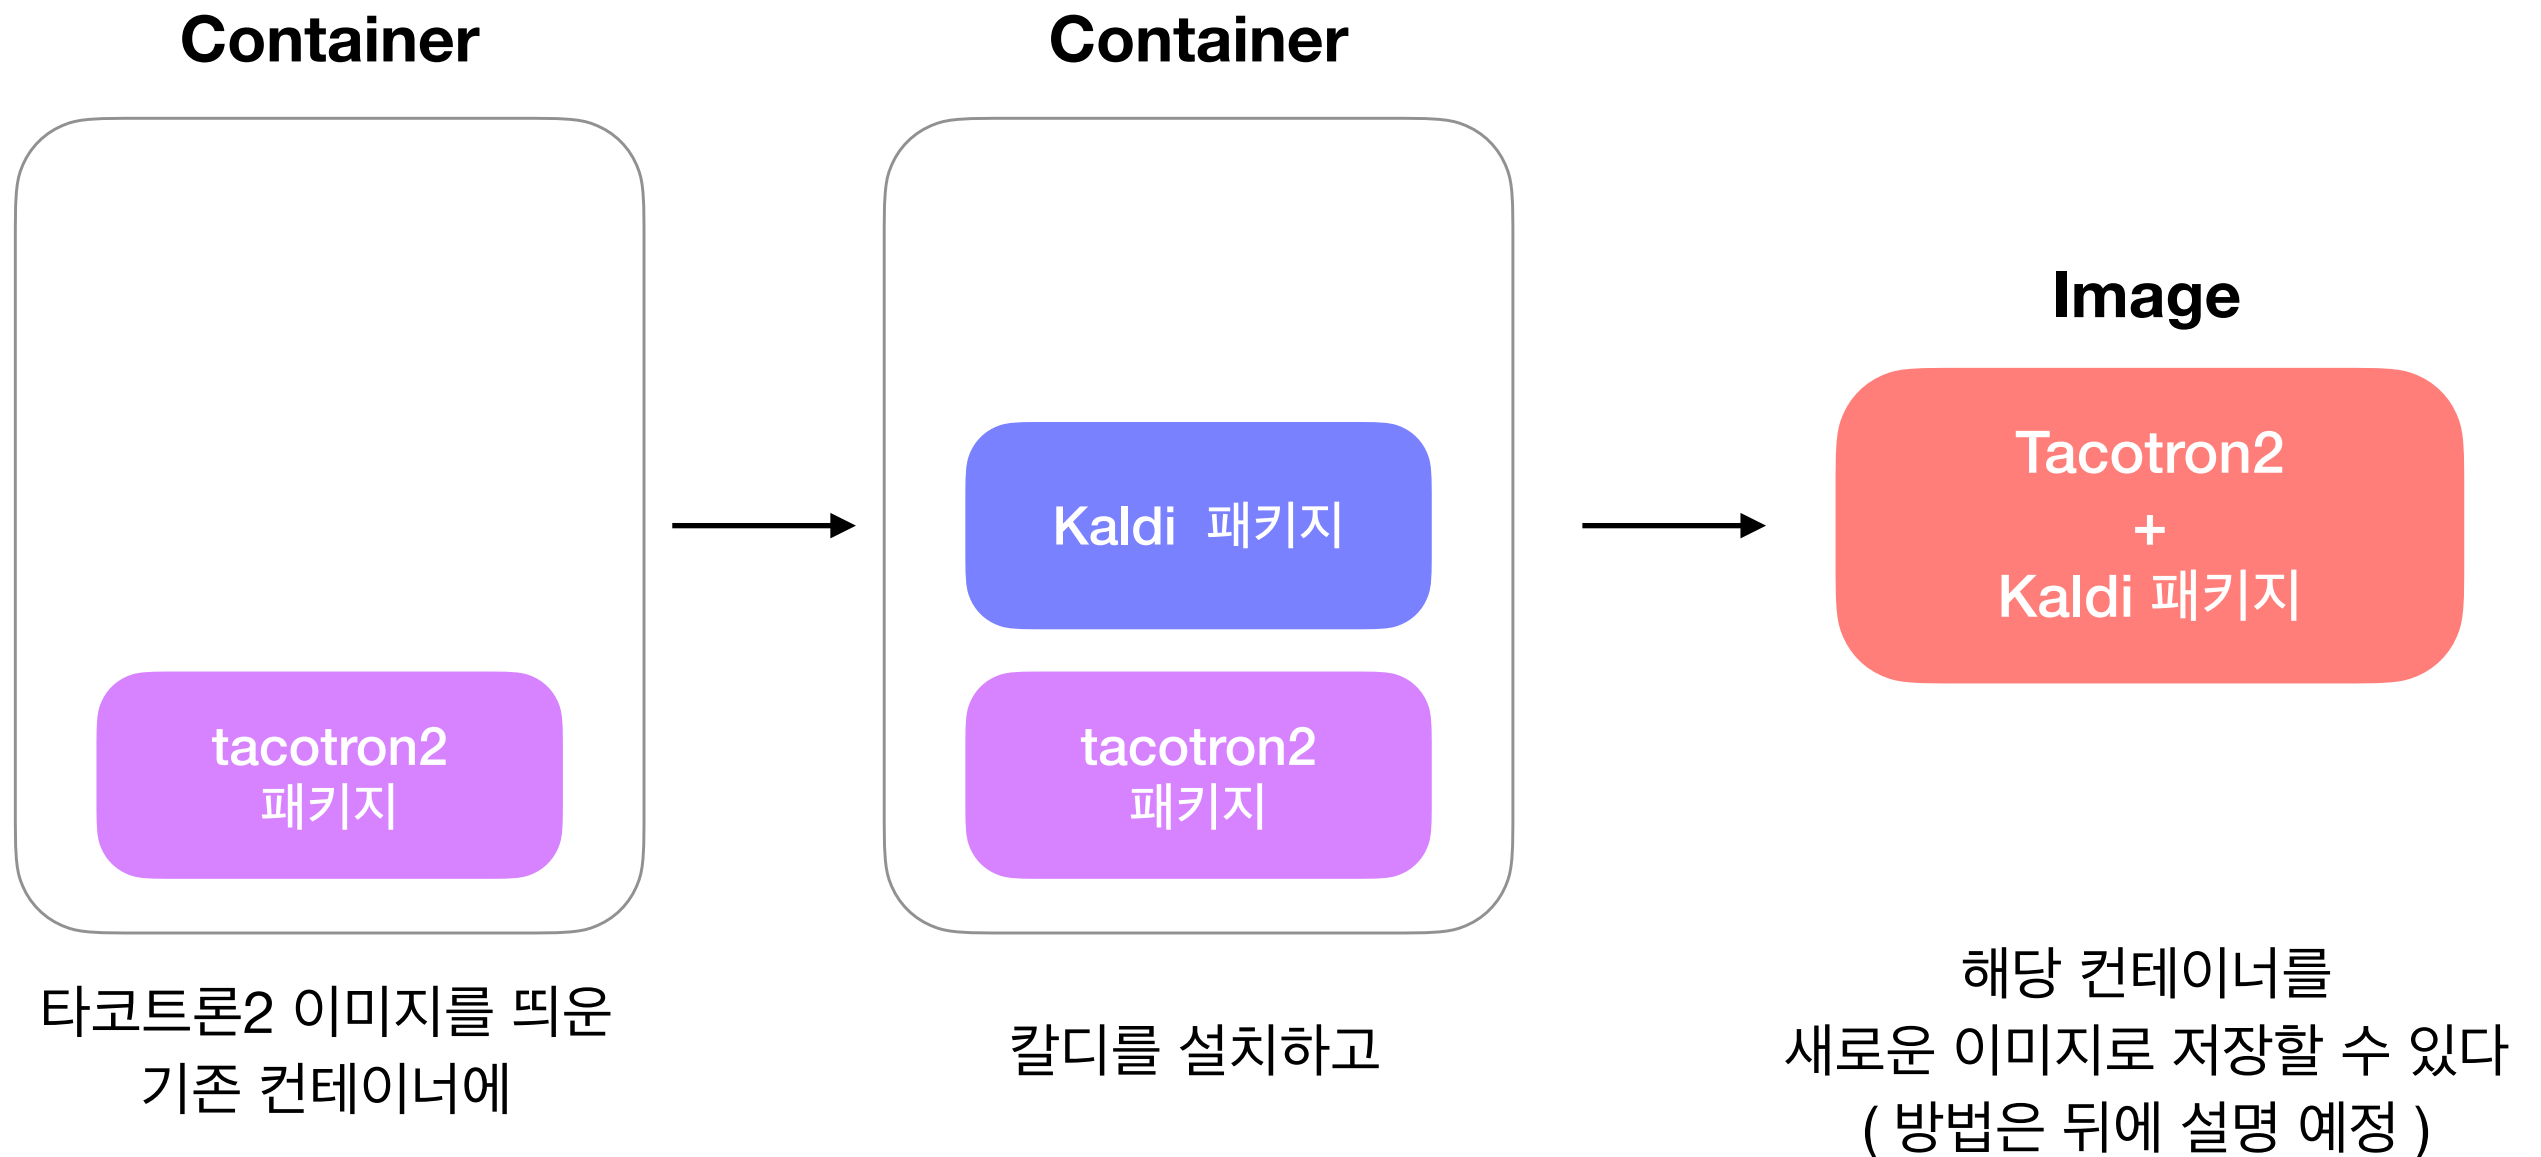 Container
tacotron2
패키지
타코트론2 이미지를 띄운
기존 컨테이너에
Container
Kaldi 패키지
tacotron2
패키지
칼디를 설치하고
Image
Tacotron2
+
Kaldi 패키지
해당 컨테이너를
새로운 이미지로 저장할 수 있다
( 방법은 뒤에 설명 예정 )